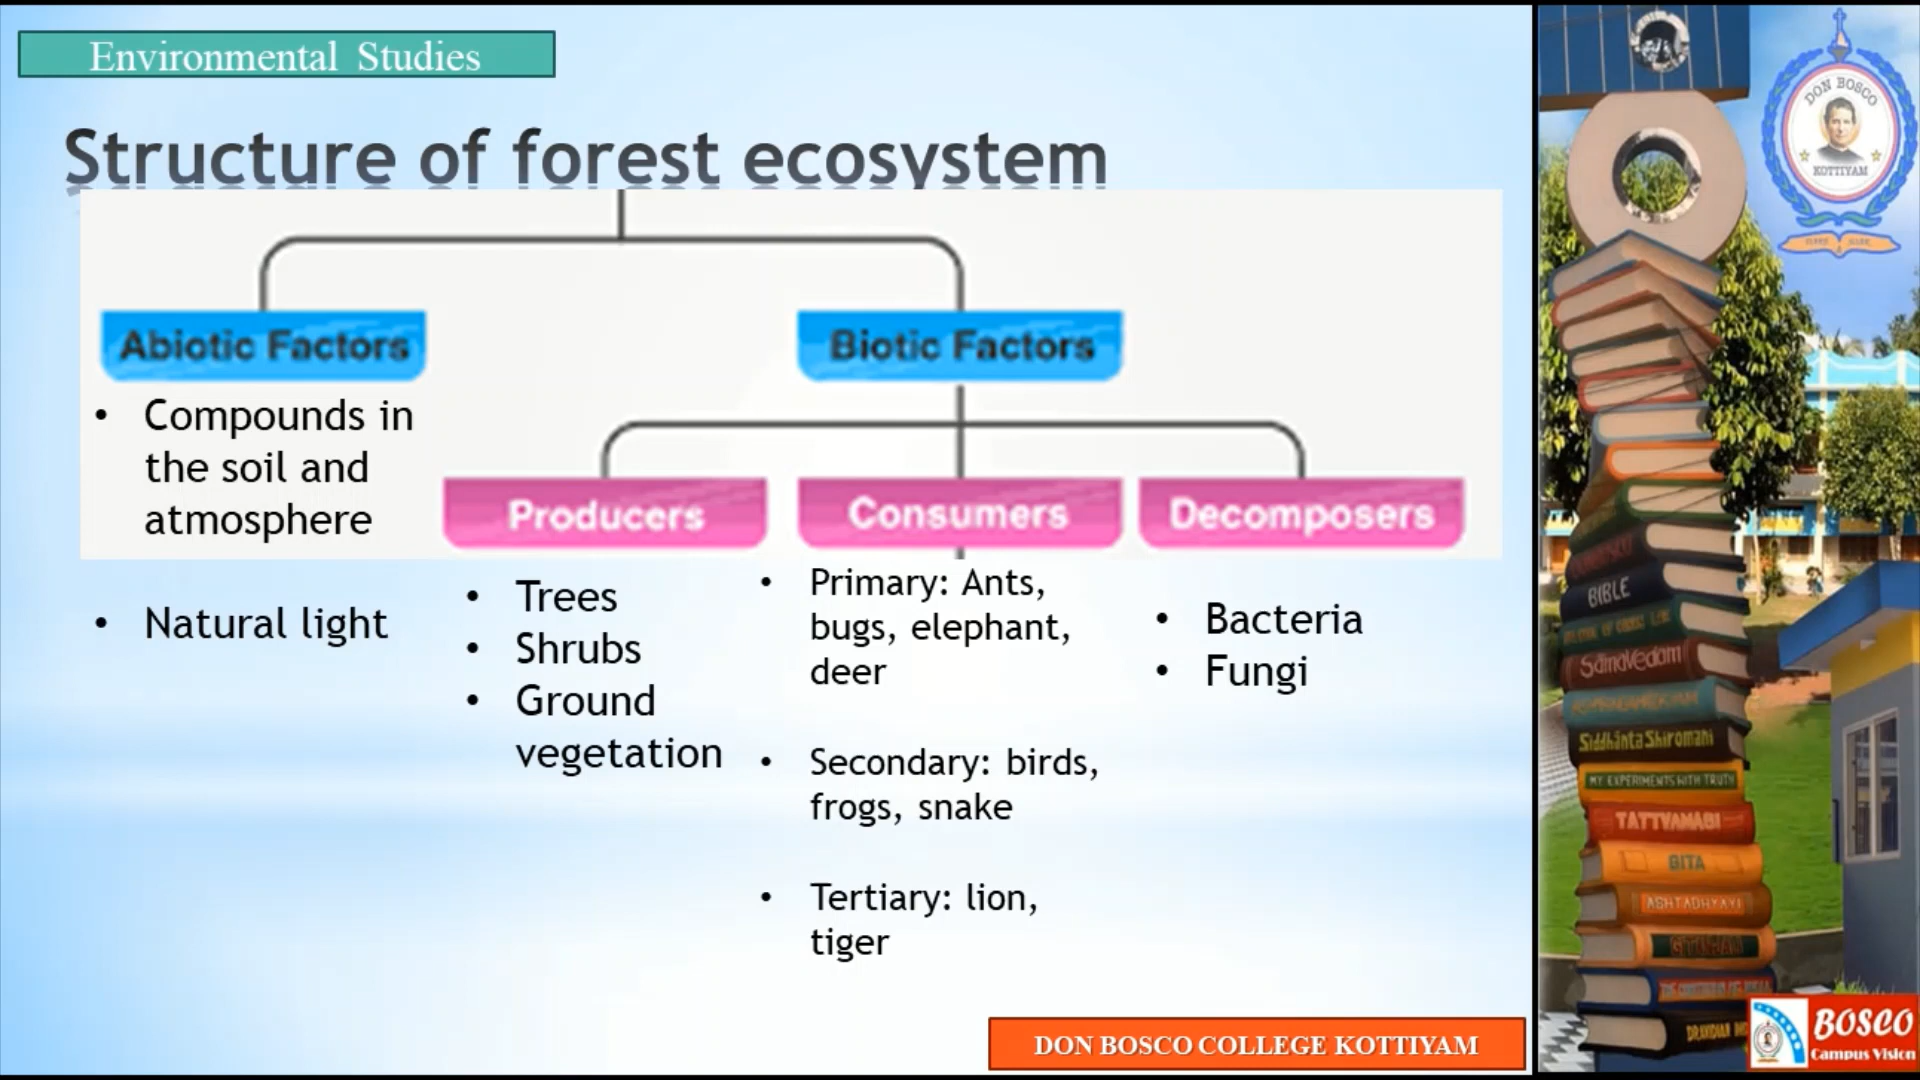 Environmental Studies
Structure of forest ecosystem
Abiotic Factors
Biotic Factors
• Compounds in
the soil and
atmosphere
• Natural light
Producers
Consumers
Decomposers
• Trees
• Shrubs
• Ground
vegetation
• Primary: Ants,
bugs, elephant,
deer
• Secondary: birds,
frogs, snake
• Tertiary: lion,
tiger
• Bacteria
• Fungi
DON BOSCO COLLEGE KOTTIYAM
DON BOSCO
KOTTIYAM
BIBLE
SamaVedam
Siddhānta Shiromani
MY EXPERIMENTS WITH TRUTH
TATTVAMASI
GITA
ASHTADHYAYI
BOSCO
Campus Vision